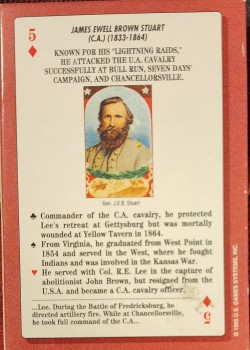 5
JAMES EWELL BROWN STUART
(C.A.) (1833-1864)
KNOWN FOR HIS "LIGHTNING RAIDS,"
HE ATTACKED THE U.A. CAVALRY
SUCCESSFULLY AT BULL RUN, SEVEN DAYS'
CAMPAIGN, AND CHANCELLORSVILLE.
Gen. J.E.B. Stuart
♣ Commander of the C.A. cavalry, he protected
Lee's retreat at Gettysburg but was mortally
wounded at Yellow Tavern in 1864.
♠ From Virginia, he graduated from West Point in
1854 and served in the West, where he fought
Indians and was involved in the Kansas War.
♥ He served with Col. R.E. Lee in the capture of
abolitionist John Brown, but resigned from the
U.S.A. and became a C.A. cavalry officer.
...Lee. During the Battle of Fredericksburg, he
directed artillery fire. While at Chancellorsville,
he took full command of the C.A...
5
© 1999 U.S. GAMES SYSTEMS, INC.